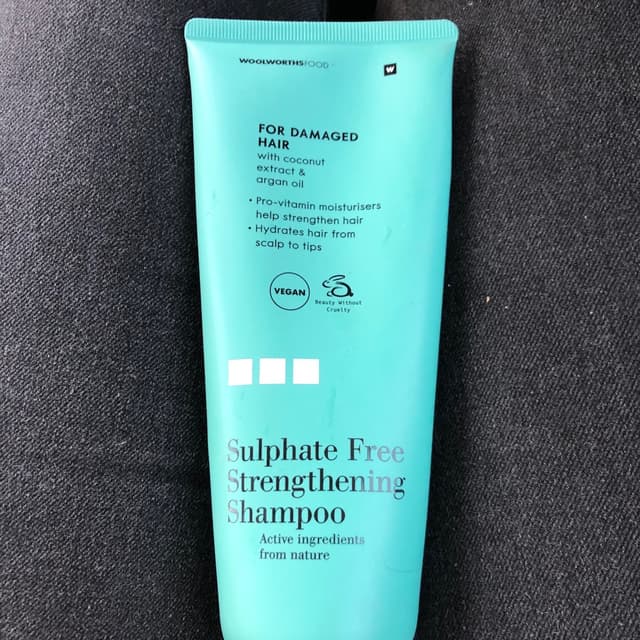 WOOLWORTHSFOOD
W
FOR DAMAGED
HAIR
with coconut
extract &
argan oil
• Pro-vitamin moisturisers
help strengthen hair
• Hydrates hair from
scalp to tips
VEGAN
Beauty Without
Cruelty
Sulphate Free
Strengthening
Shampoo
Active ingredients
from nature